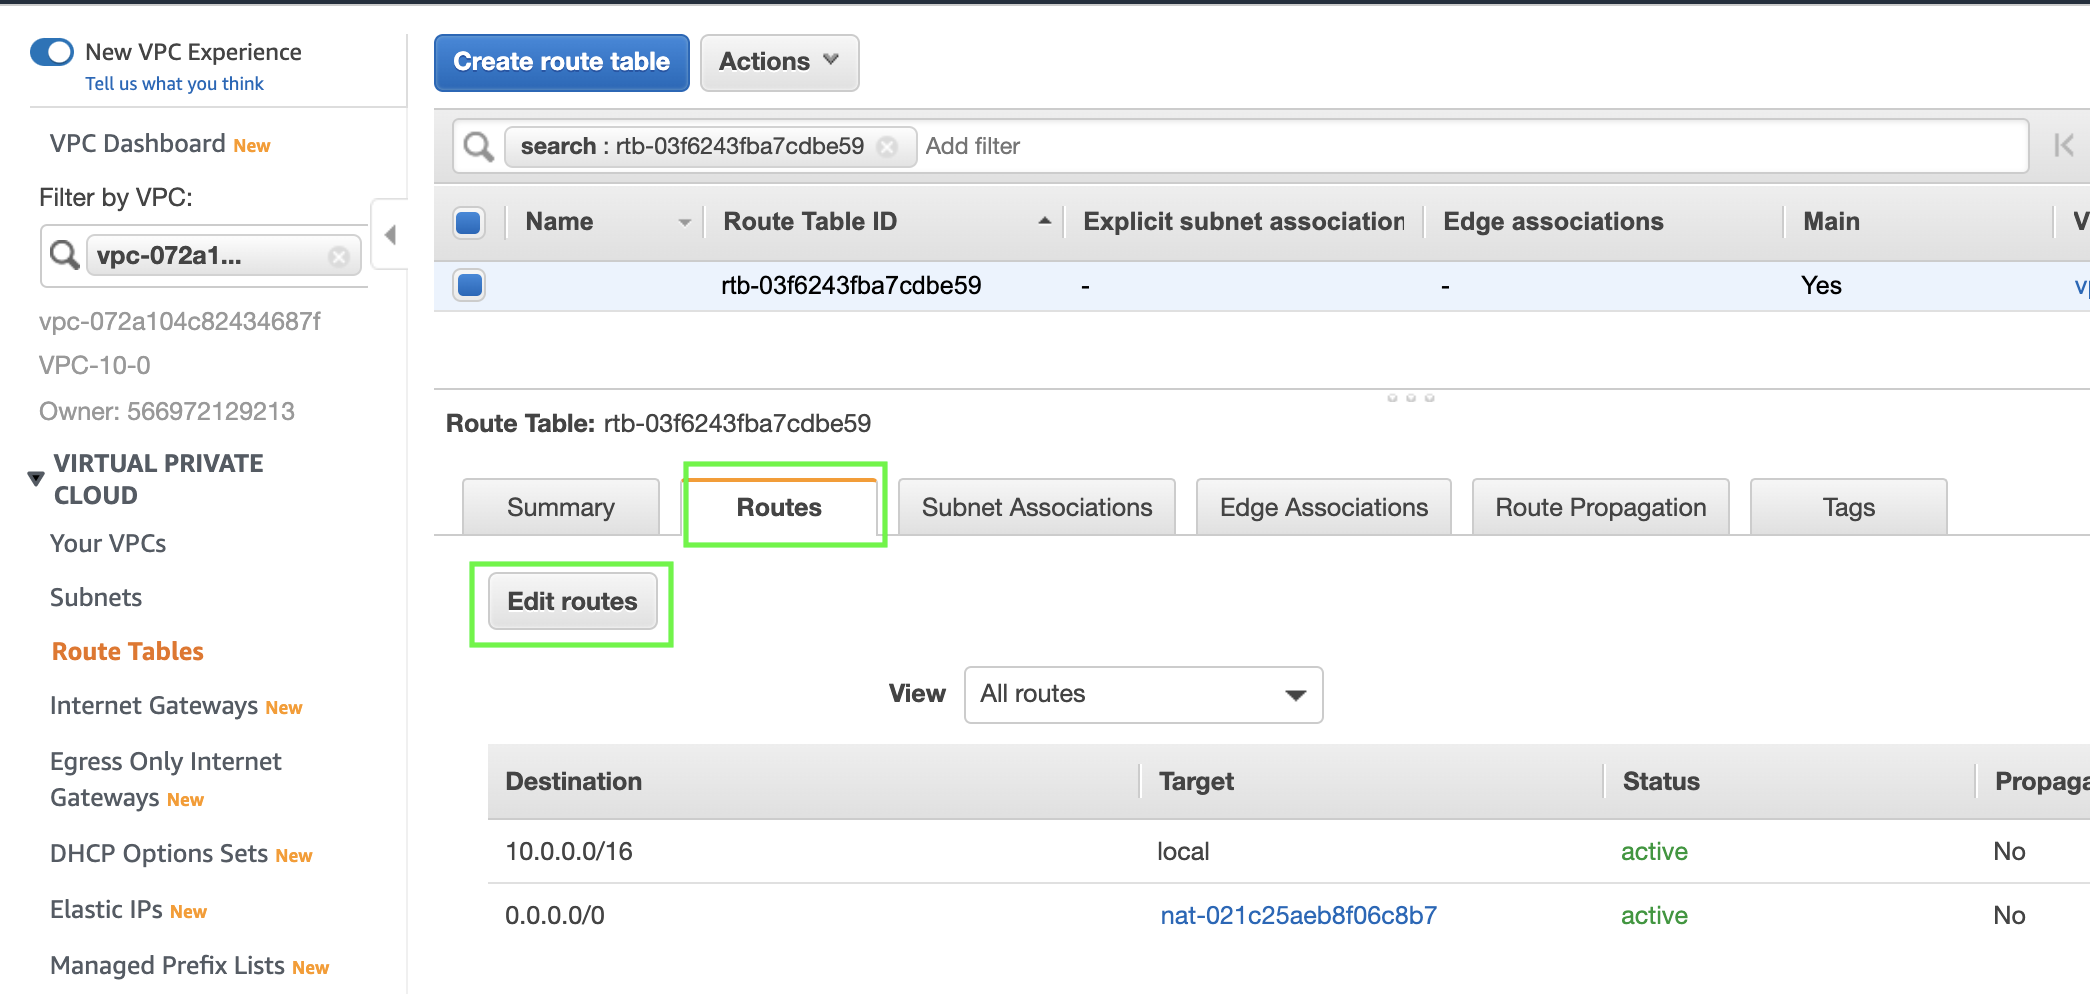 New VPC Experience
Tell us what you think
VPC Dashboard New
Filter by VPC:
vpc-072a1...
vpc-072a104c82434687f
VPC-10-0
Owner: 566972129213
VIRTUAL PRIVATE
CLOUD
Your VPCs
Subnets
Route Tables
Internet Gateways New
Egress Only Internet
Gateways New
DHCP Options Sets New
Elastic IPs New
Managed Prefix Lists New
Create route table Actions
search : rtb-03f6243fba7cdbe59 Add filter
Name Route Table ID Explicit subnet association Edge associations Main V
rtb-03f6243fba7cdbe59 - - Yes vp
Route Table: rtb-03f6243fba7cdbe59
Summary Routes Subnet Associations Edge Associations Route Propagation Tags
Edit routes
View All routes
Destination Target Status Propaga
10.0.0.0/16 local active No
0.0.0.0/0 nat-021c25aeb8f06c8b7 active No